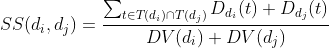 SS(d_i, d_j) = \frac{\sum_{t \in T(d_i) \cap T(d_j)} D_{d_i}(t) + D_{d_j}(t)}{DV(d_i) + DV(d_j)}